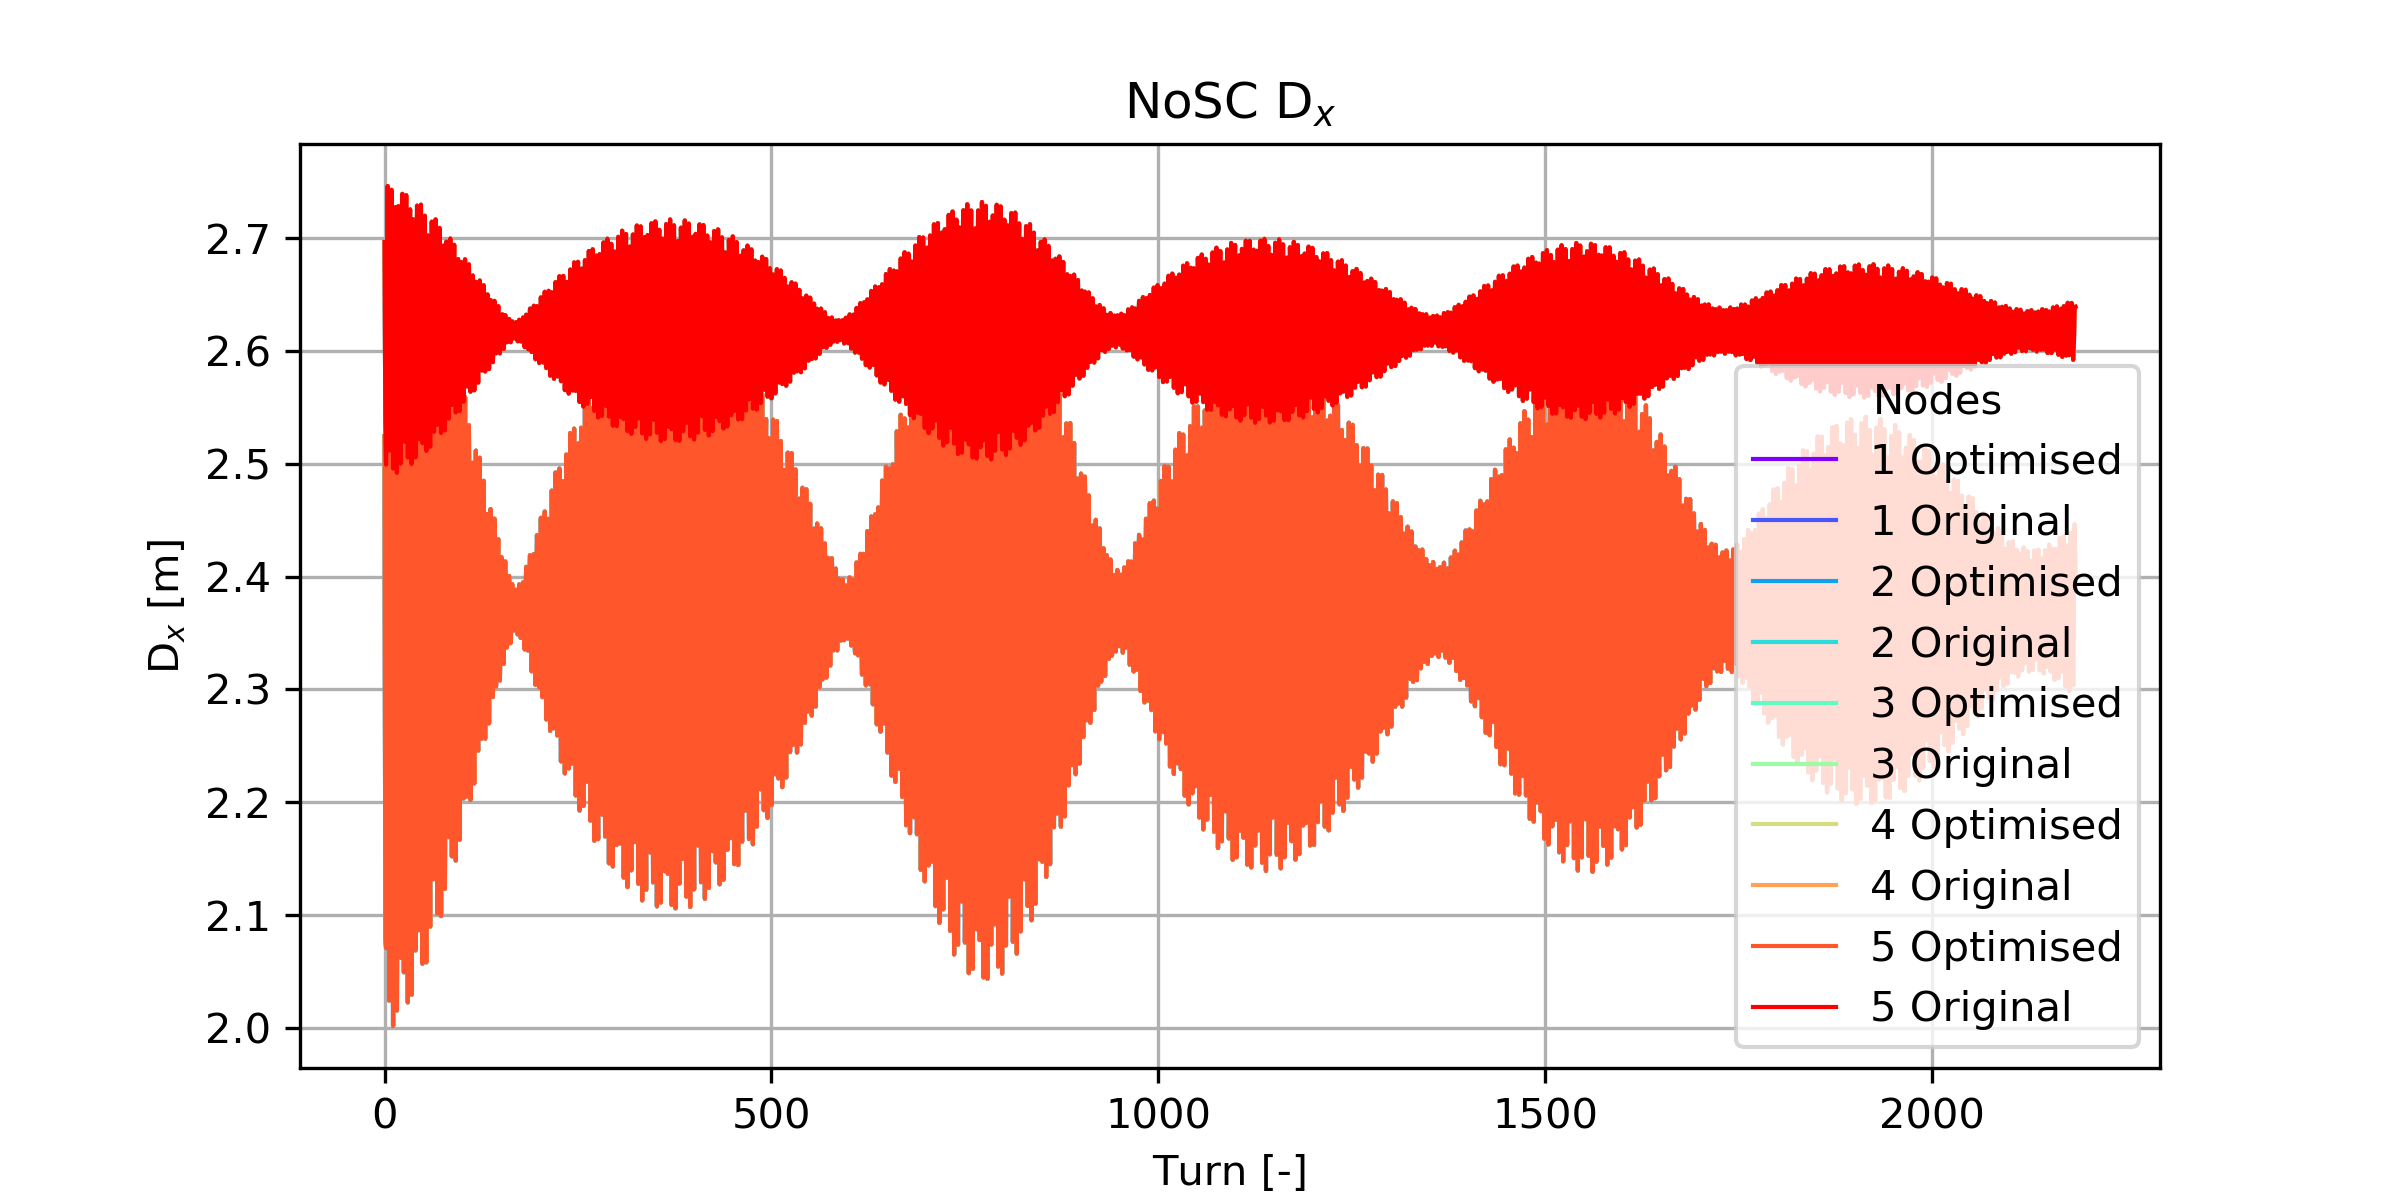 NoSC Dₓ
Dₓ [m]
2.7
2.6
2.5
2.4
2.3
2.2
2.1
2.0
Nodes
1 Optimised
1 Original
2 Optimised
2 Original
3 Optimised
3 Original
4 Optimised
4 Original
5 Optimised
5 Original
0 500 1000 1500 2000
Turn [-]